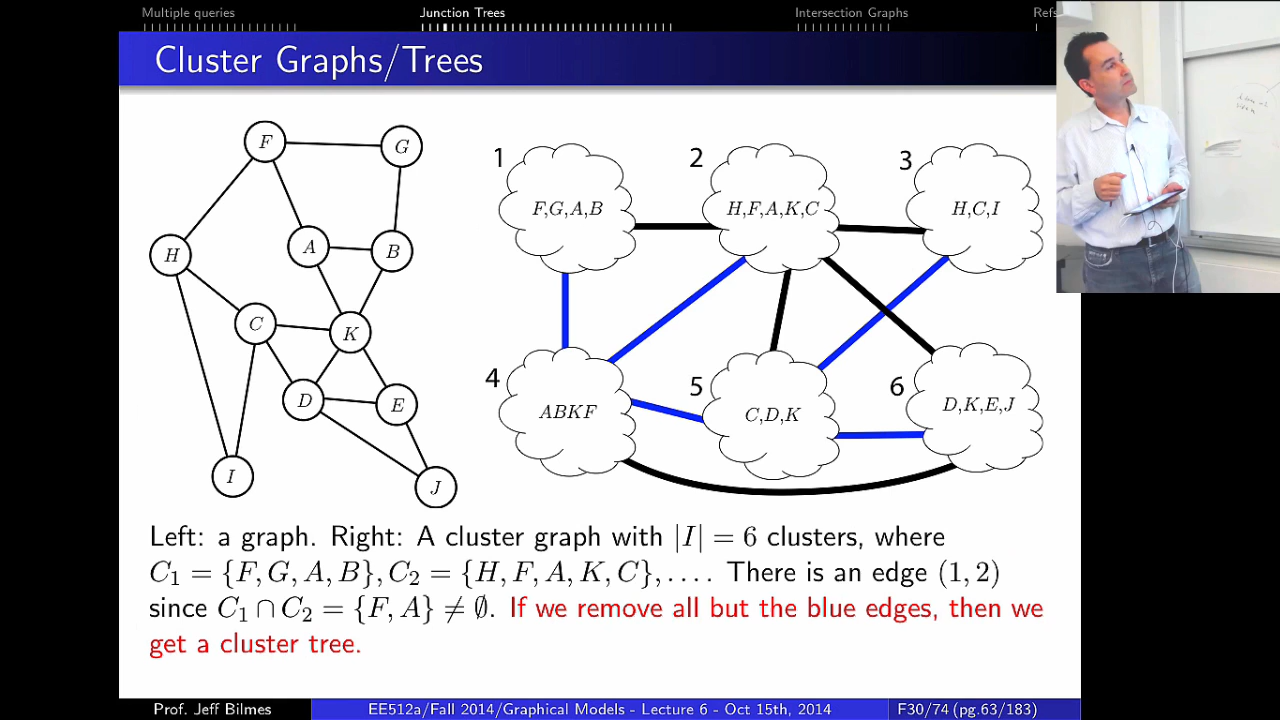 Multiple queries Junction Trees Intersection Graphs Refs
Cluster Graphs/Trees
F
G
H
A
B
C
K
D
E
I
J
1
2
3
F,G,A,B
H,F,A,K,C
H,C,I
4
5
6
ABKF
C,D,K
D,K,E,J
Left: a graph. Right: A cluster graph with |I| = 6 clusters, where
C₁ = {F, G, A, B}, C₂ = {H, F, A, K, C}, .... There is an edge (1, 2)
since C₁ ∩ C₂ = {F, A} ≠ ∅. If we remove all but the blue edges, then we
get a cluster tree.
Prof. Jeff Bilmes EE512a/Fall 2014/Graphical Models - Lecture 6 - Oct 15th, 2014 F30/74 (pg.63/183)